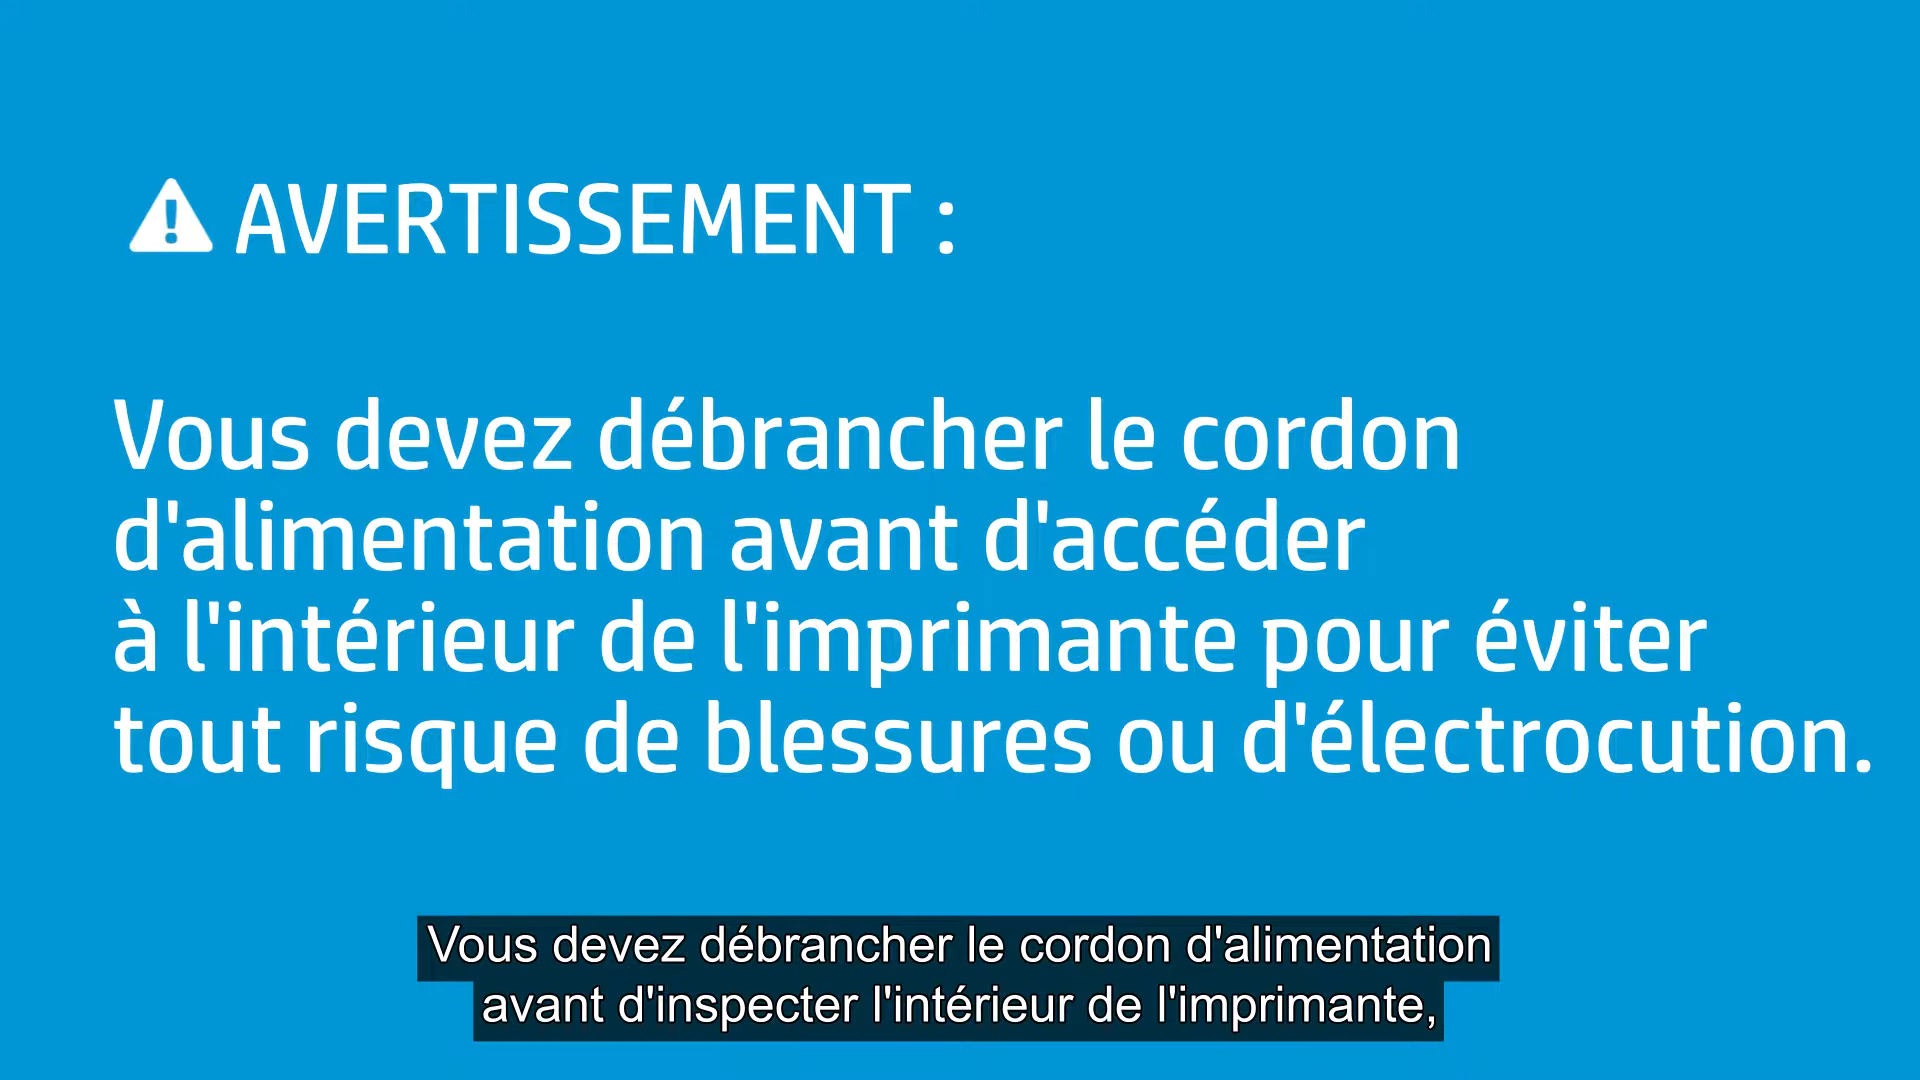 AVERTISSEMENT :
Vous devez débrancher le cordon
d'alimentation avant d'accéder
à l'intérieur de l'imprimante pour éviter
tout risque de blessures ou d'électrocution.
Vous devez débrancher le cordon d'alimentation
avant d'inspecter l'intérieur de l'imprimante,